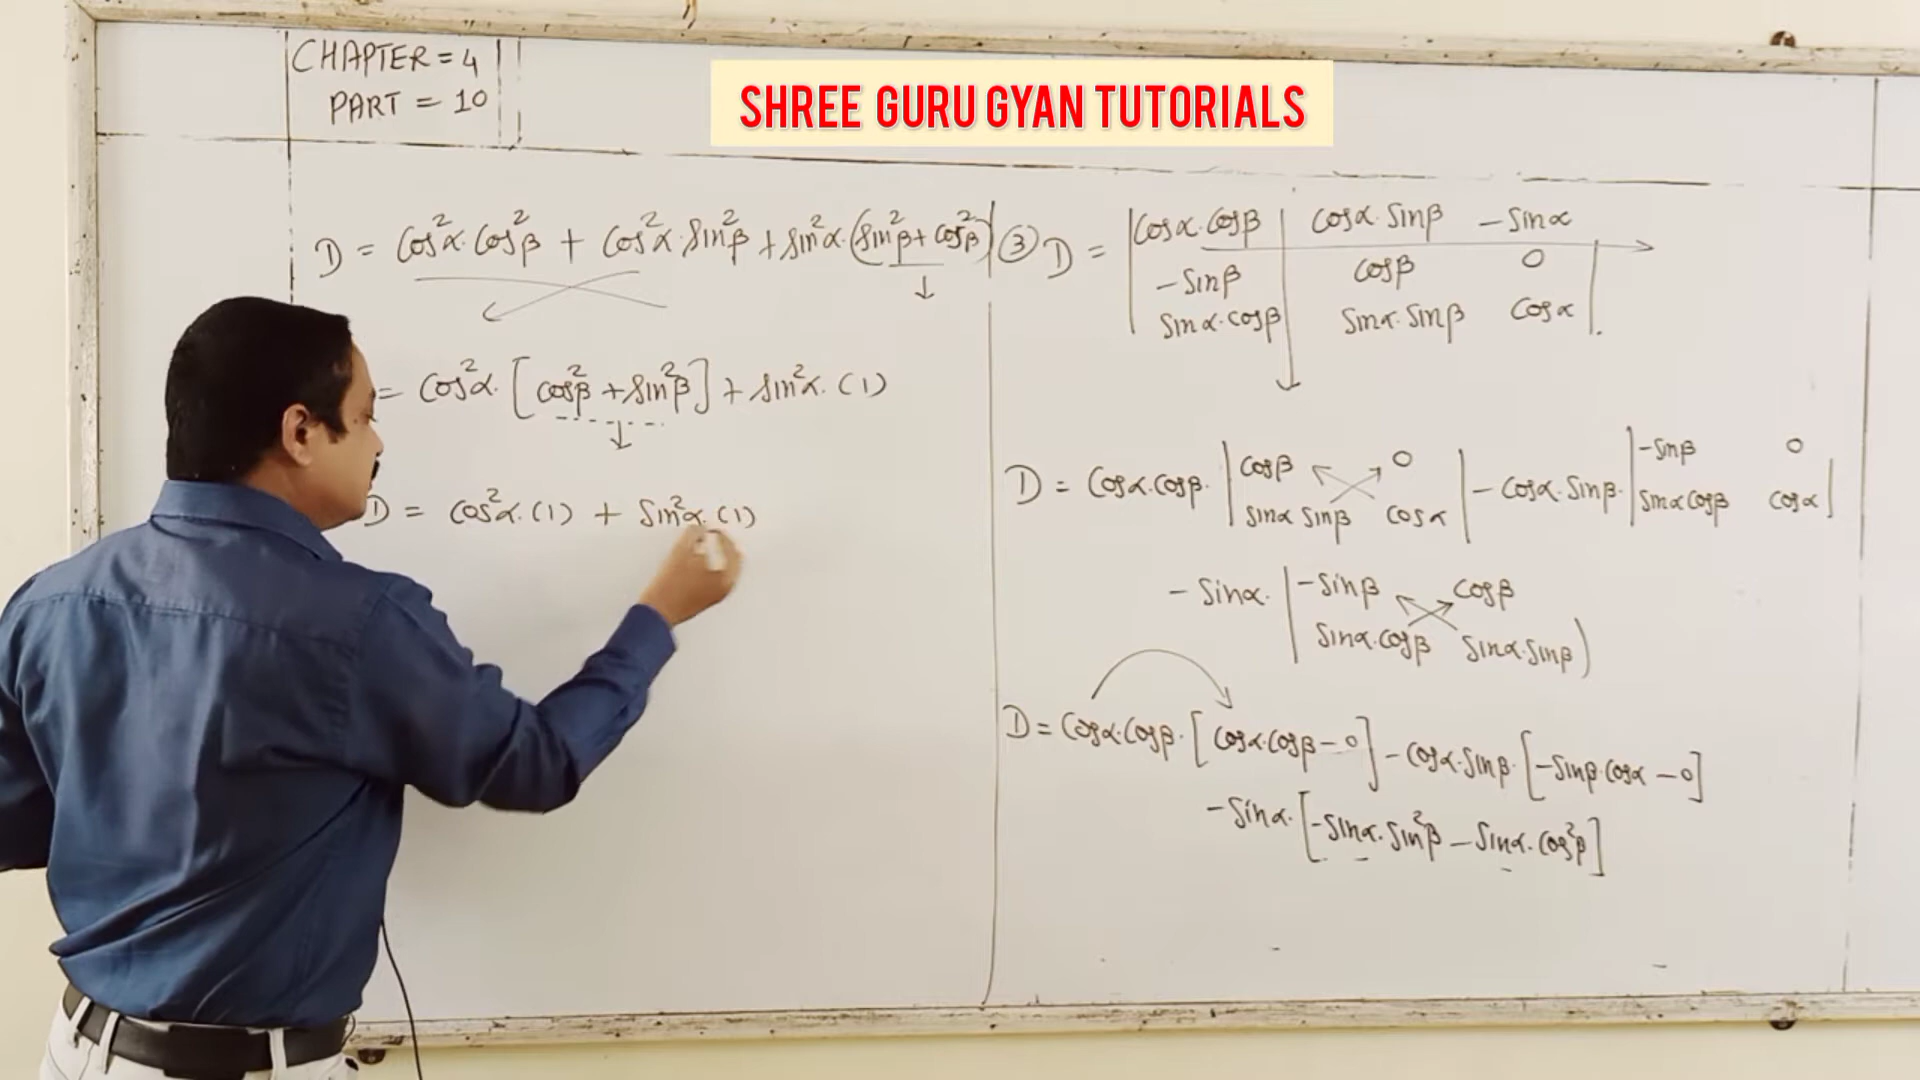 CHAPTER = 4
PART = 10
SHREE GURU GYAN TUTORIALS
D = cos²α. cos²β + cos²α. sin²β + sin²α. (sin²β + cos²β)
= cos²α. [cos²β + sin²β] + sin²α. (1)
D = cos²α. (1) + sin²α. (1)
③ D = | cosα. cosβ cosα. sinβ - sinα
- sinβ cosβ 0
sinα. cosβ sinα. sinβ cosα | .
D = cosα. cosβ. | cosβ 0 | - cosα. sinβ. | - sinβ 0
sinα sinβ cosα | sinα cosβ cosα |
- sinα. | - sinβ cosβ
sinα. cosβ sinα. sinβ )
D = cosα. cosβ. [ cosα. cosβ - 0 ] - cosα. sinβ. [ - sinβ. cosα - 0 ]
- sinα. [ - sinα. sin²β - sinα. cos²β ]